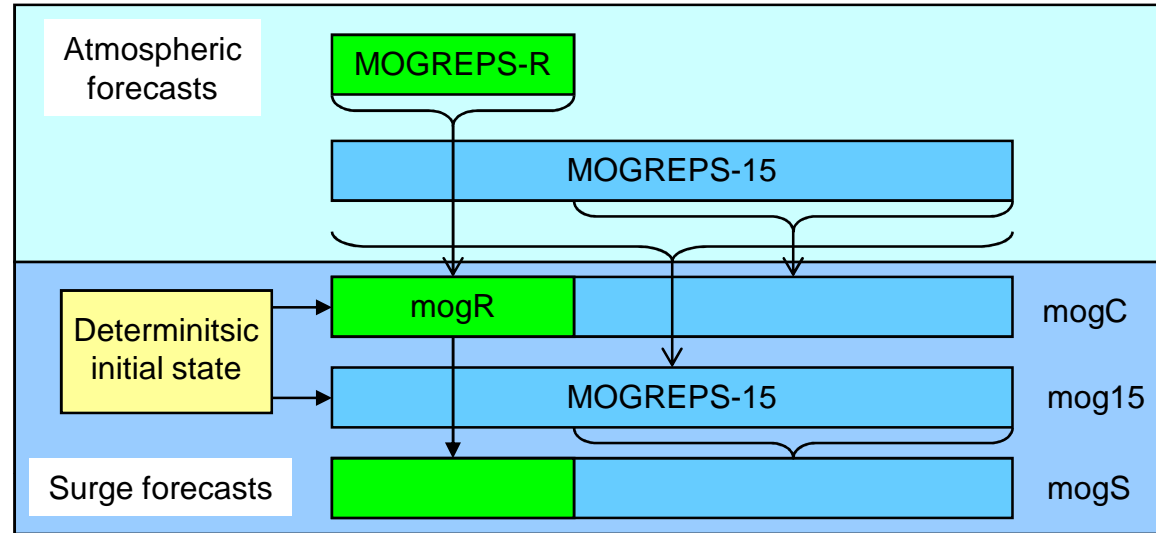 Atmospheric
forecasts
MOGREPS-R
MOGREPS-15
Determinitsic
initial state
mogR
mogC
MOGREPS-15
mog15
Surge forecasts
mogS